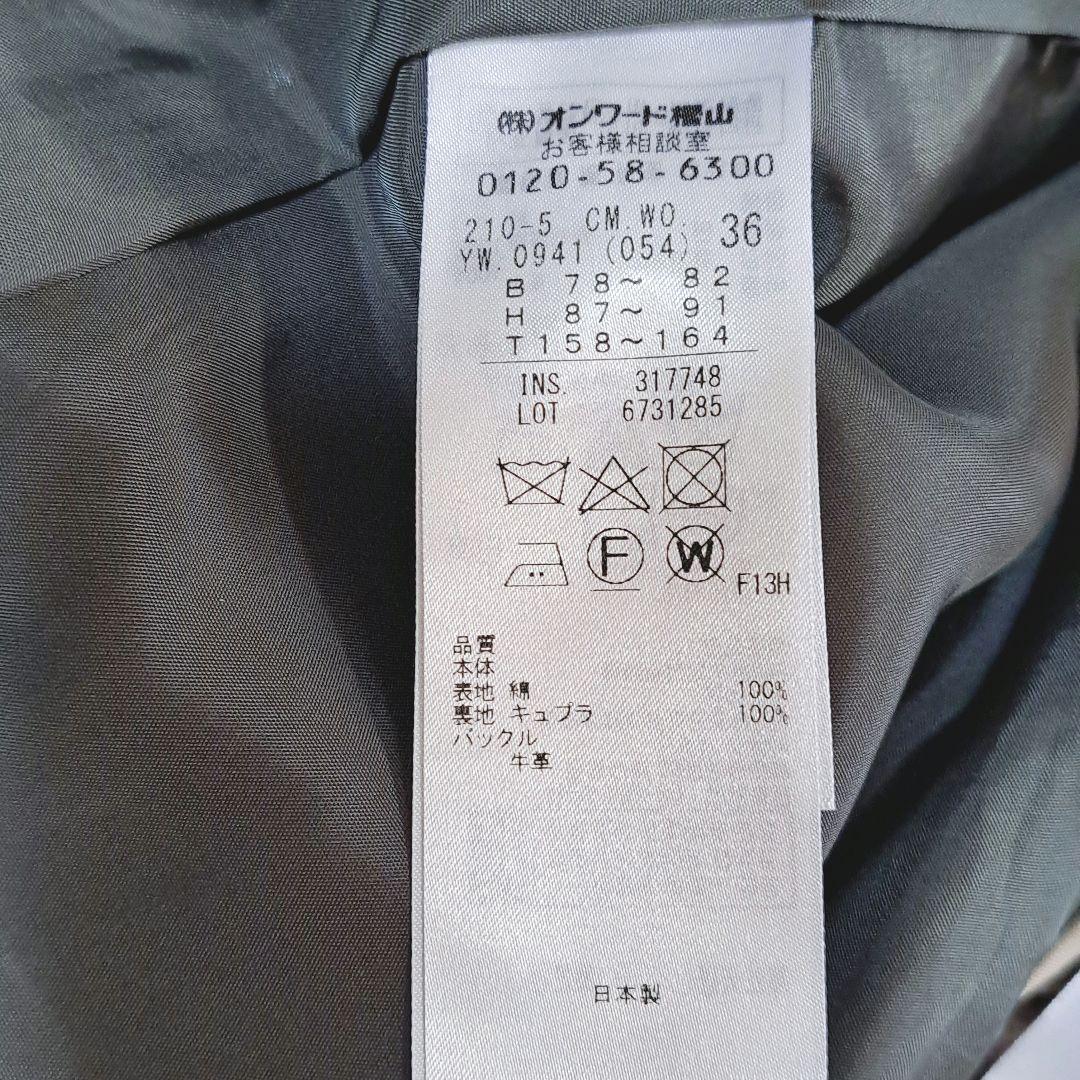 (株)オンワード樫山
お客様相談室
0120-58-6300
210-5 CM.WO. 36
YW.0941 (054)
B 78～ 82
H 87～ 91
T158～164
INS. 317748
LOT 6731285
F W F13H
品質
本体
表地 綿 100%
裏地 キュプラ 100%
バックル
牛革
日本製